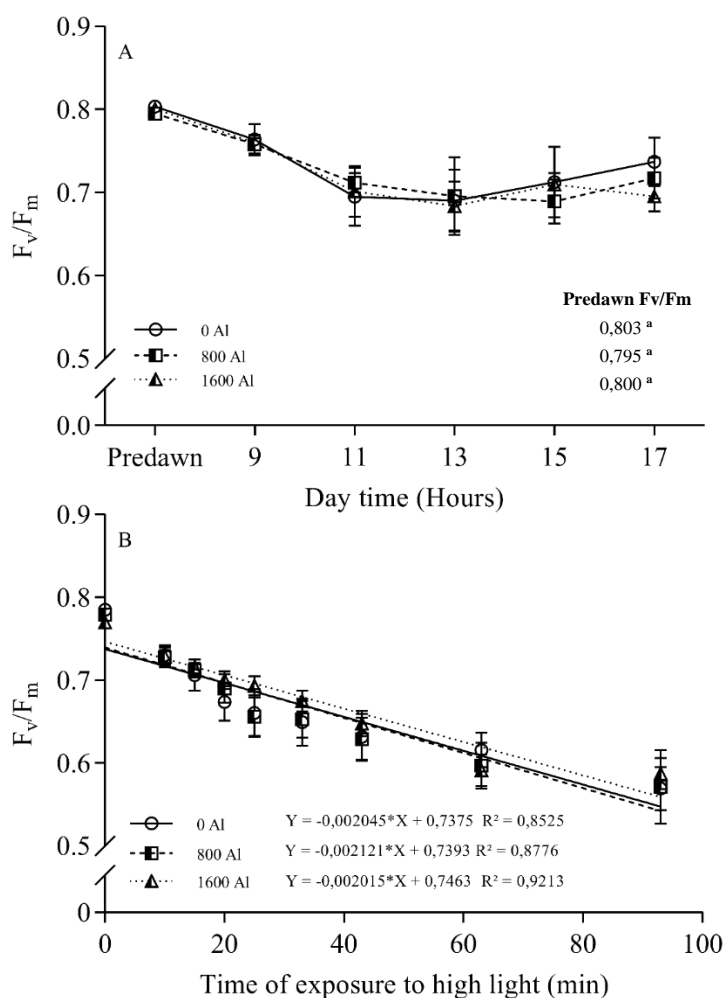 0.9
A
0.8
0.7
0.6
0.5
0.0
Fv/Fm
0 Al
800 Al
1600 Al
Predawn Fv/Fm
0,803 a
0,795 a
0,800 a
Predawn 9 11 13 15 17
Day time (Hours)
0.9
B
0.8
0.7
0.6
0.5
0
Fv/Fm
0 Al Y = -0,002045*X + 0,7375 R² = 0,8525
800 Al Y = -0,002121*X + 0,7393 R² = 0,8776
1600 Al Y = -0,002015*X + 0,7463 R² = 0,9213
0 20 40 60 80 100
Time of exposure to high light (min)